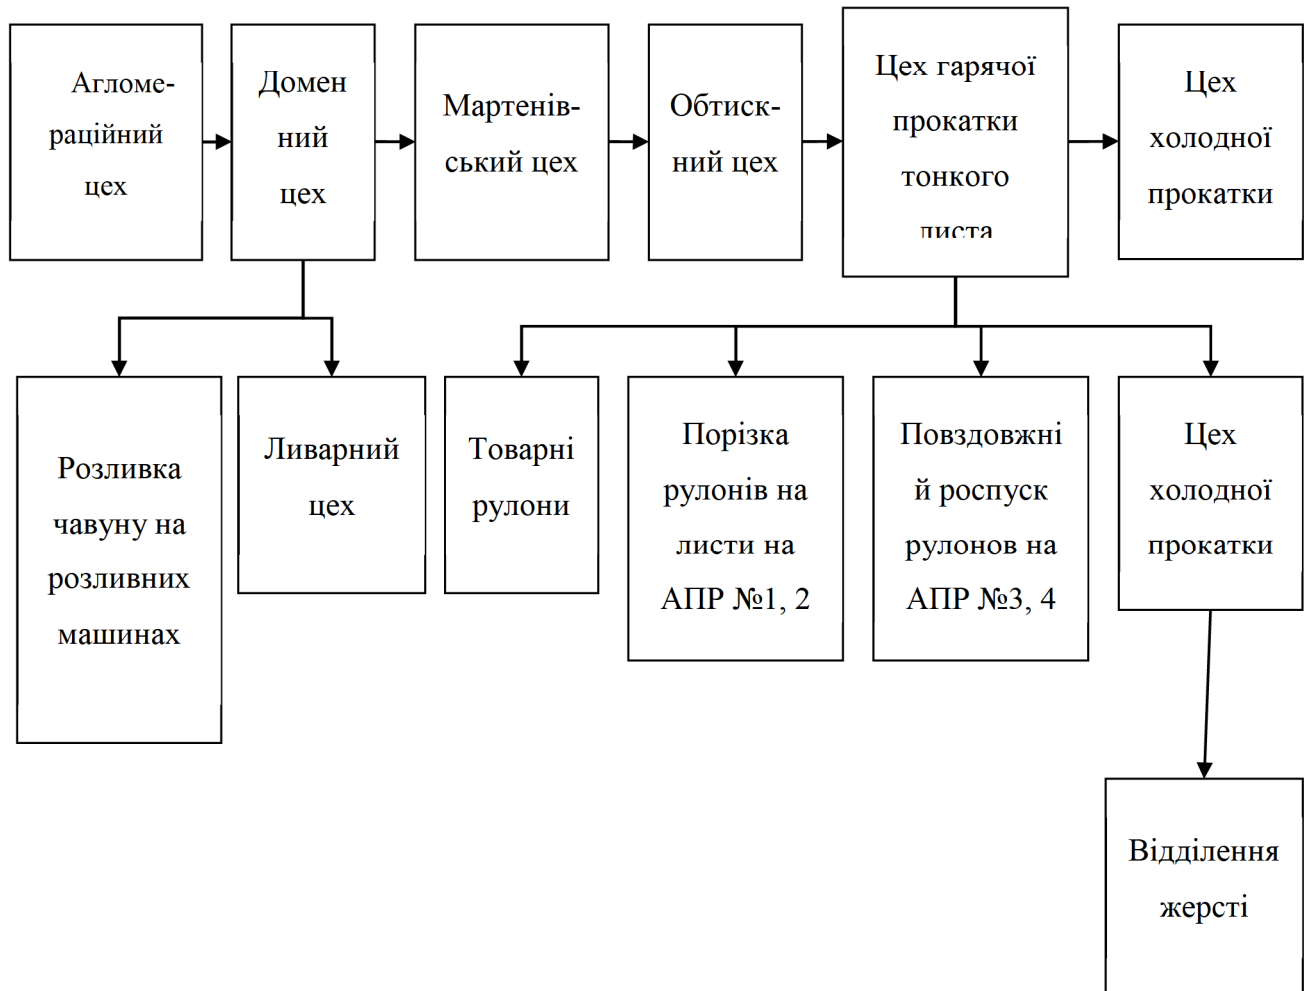 Агломе-
раційний
цех
Домен
ний
цех
Мартенів-
ський цех
Обтиск-
ний цех
Цех гарячої
прокатки
тонкого
листа
Цех
холодної
прокатки
Розливка
чавуну на
розливних
машинах
Ливарний
цех
Товарні
рулони
Порізка
рулонів на
листи на
АПР №1, 2
Повздовжні
й роспуск
рулонов на
АПР №3, 4
Цех
холодної
прокатки
Відділення
жерсті